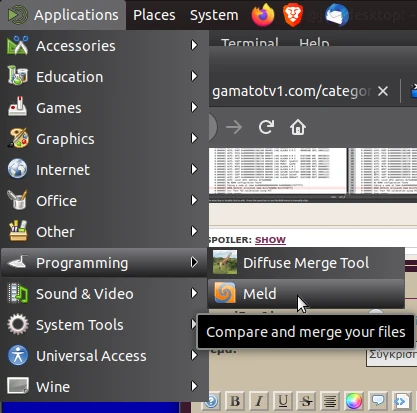 Applications Places System
Terminal Help
Accessories
Education
gamatotv1.com/categor
Games
Graphics
Internet
Office
Other
SPOILER: SHOW
Programming
Diffuse Merge Tool
Sound & Video
Meld
System Tools
Compare and merge your files
Universal Access
Σύγκριση
Wine
B I U S